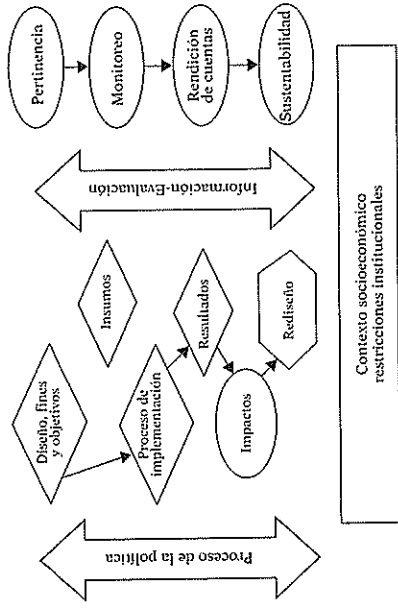 Proceso de la política
Diseño, fines
y objetivos
Insumos
Proceso de
implementación
Resultados
Impactos
Rediseño
Información-Evaluación
Pertinencia
Monitoreo
Rendición
de cuentas
Sustentabilidad
Contexto socioeconómico
restricciones institucionales